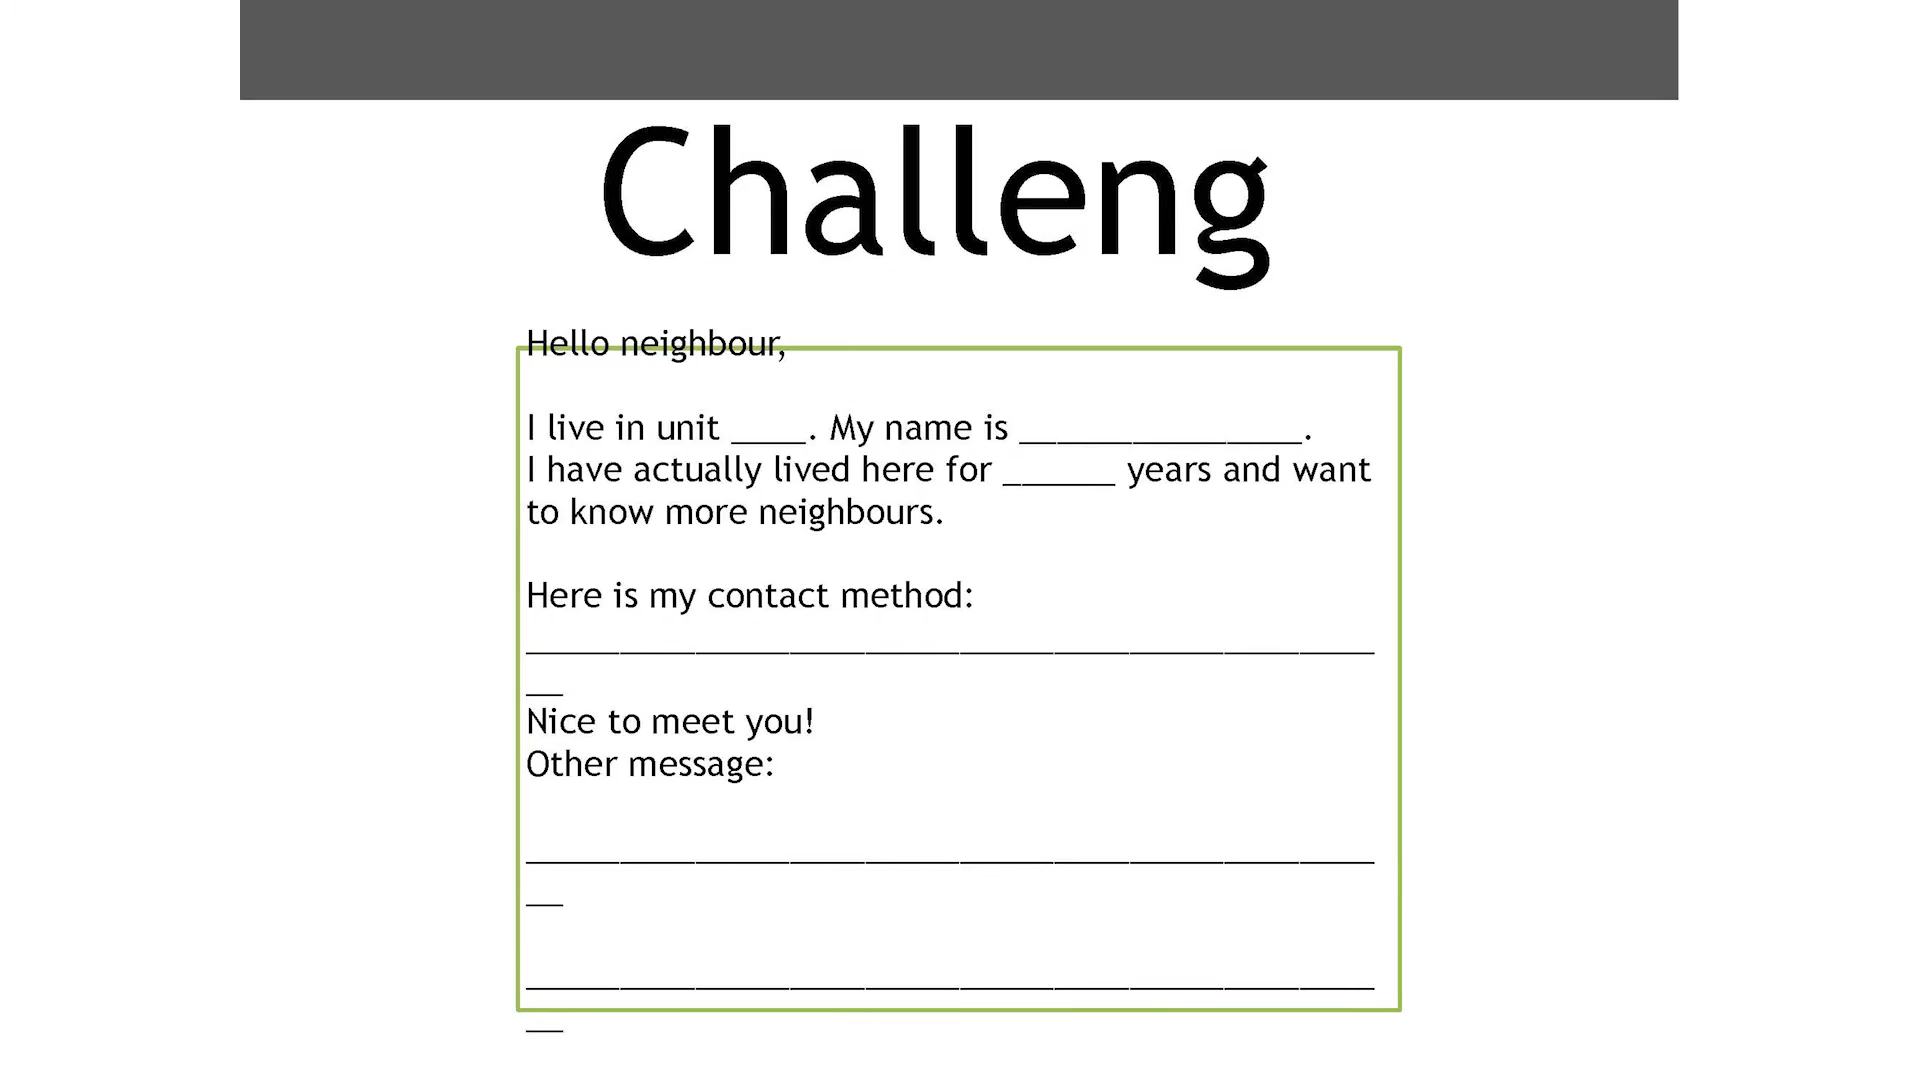 Challeng
Hello neighbour,
I live in unit ____. My name is _______________.
I have actually lived here for ______ years and want
to know more neighbours.
Here is my contact method:
_____________________________________________
__
Nice to meet you!
Other message:
_____________________________________________
__
_____________________________________________
__